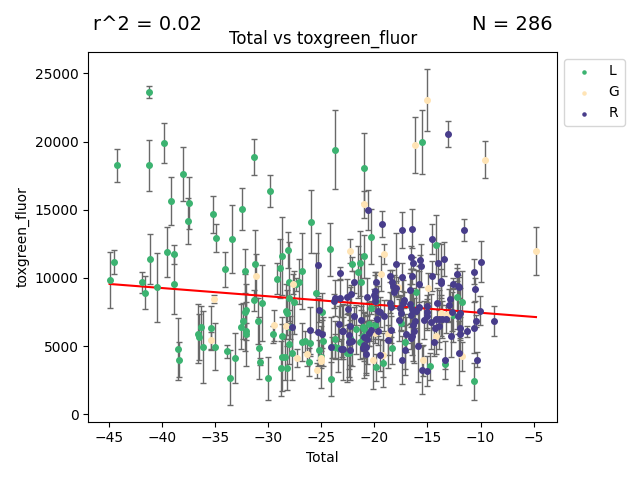 r^2 = 0.02
N = 286
Total vs toxgreen_fluor
25000
20000
15000
10000
5000
0
toxgreen_fluor
−45
−40
−35
−30
−25
−20
−15
−10
−5
Total
L
G
R